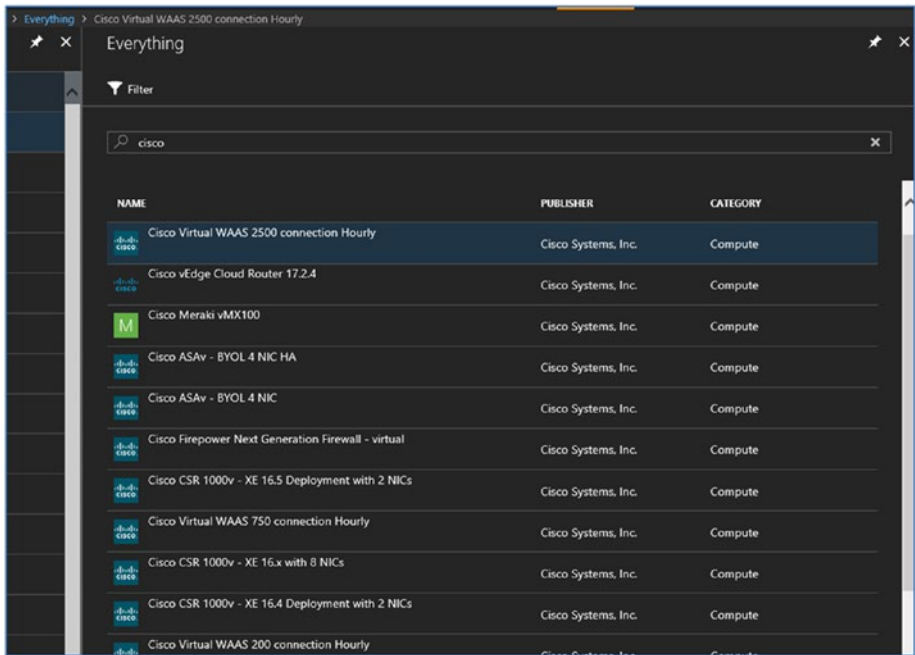 > Everything > Cisco Virtual WAAS 2500 connection Hourly
Everything
Filter
cisco
NAME PUBLISHER CATEGORY
Cisco Virtual WAAS 2500 connection Hourly Cisco Systems, Inc. Compute
Cisco vEdge Cloud Router 17.2.4 Cisco Systems, Inc. Compute
M Cisco Meraki vMX100 Cisco Systems, Inc. Compute
Cisco ASAv - BYOL 4 NIC HA Cisco Systems, Inc. Compute
Cisco ASAv - BYOL 4 NIC Cisco Systems, Inc. Compute
Cisco Firepower Next Generation Firewall - virtual Cisco Systems, Inc. Compute
Cisco CSR 1000v - XE 16.5 Deployment with 2 NICs Cisco Systems, Inc. Compute
Cisco Virtual WAAS 750 connection Hourly Cisco Systems, Inc. Compute
Cisco CSR 1000v - XE 16.x with 8 NICs Cisco Systems, Inc. Compute
Cisco CSR 1000v - XE 16.4 Deployment with 2 NICs Cisco Systems, Inc. Compute
Cisco Virtual WAAS 200 connection Hourly Cisco Systems, Inc. Compute